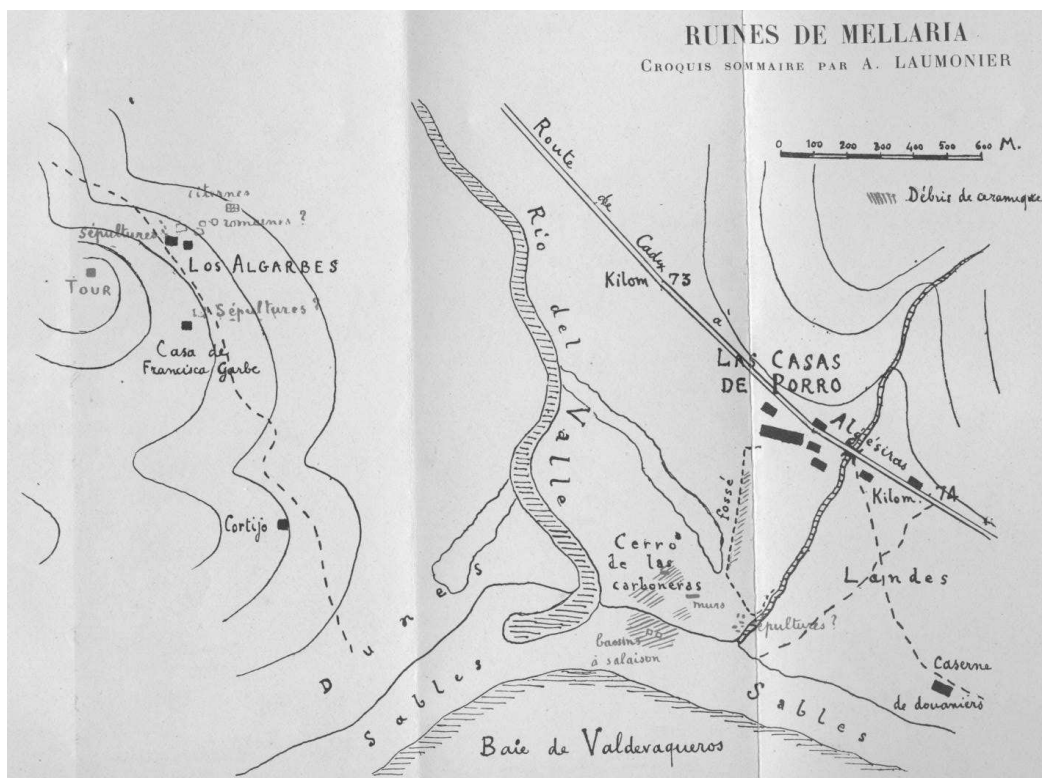 RUINES DE MELLARIA
CROQUIS SOMMAIRE PAR A. LAUMONIER
0 100 200 300 400 500 600 M.
Débris de céramique
Route de Cadix à Algésiras
Kilom. 73
LAS CASAS
DE PORRO
Kilom. 74
Rio del Valle
citernes
romaines ?
Sépultures
LOS ALGARBES
TOUR
Sépultures ?
Casa de
Francisca Garbe
Cortijo
fossé
Cerro
de las
carboneras
murs
bassins
à salaison
Sépultures ?
Landes
Caserne
de douaniers
Dunes
Sables
Sables
Baie de Valdevaqueros